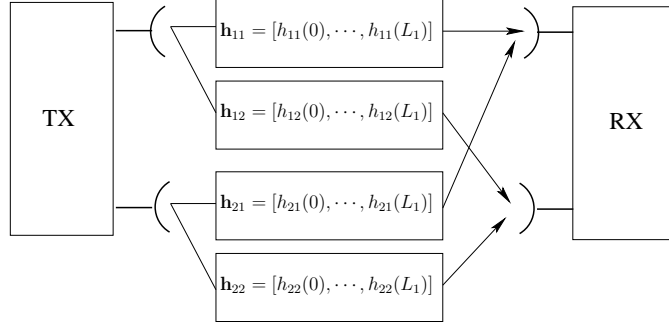 TX
h₁₁ = [h₁₁(0), ⋯ , h₁₁(L₁)]
h₁₂ = [h₁₂(0), ⋯ , h₁₂(L₁)]
h₂₁ = [h₂₁(0), ⋯ , h₂₁(L₁)]
h₂₂ = [h₂₂(0), ⋯ , h₂₂(L₁)]
RX